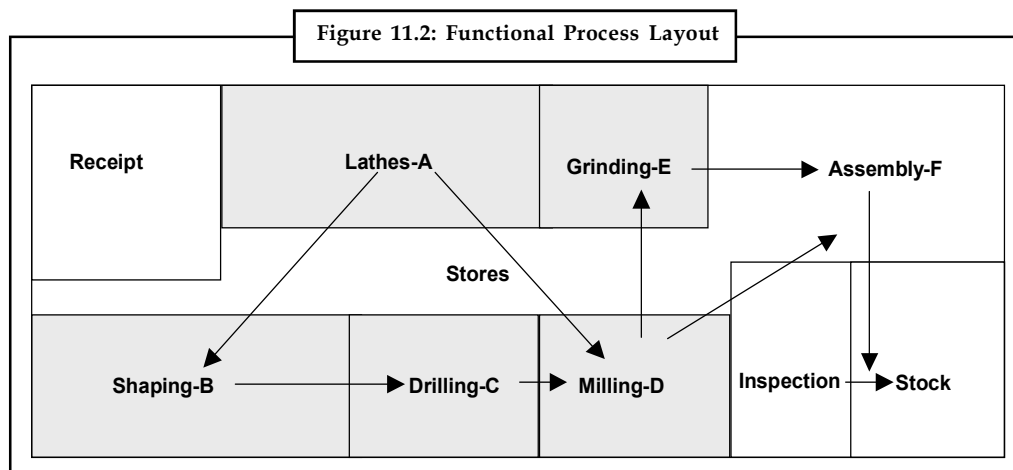 Figure 11.2: Functional Process Layout
Receipt
Lathes-A
Grinding-E
Assembly-F
Stores
Shaping-B
Drilling-C
Milling-D
Inspection
Stock